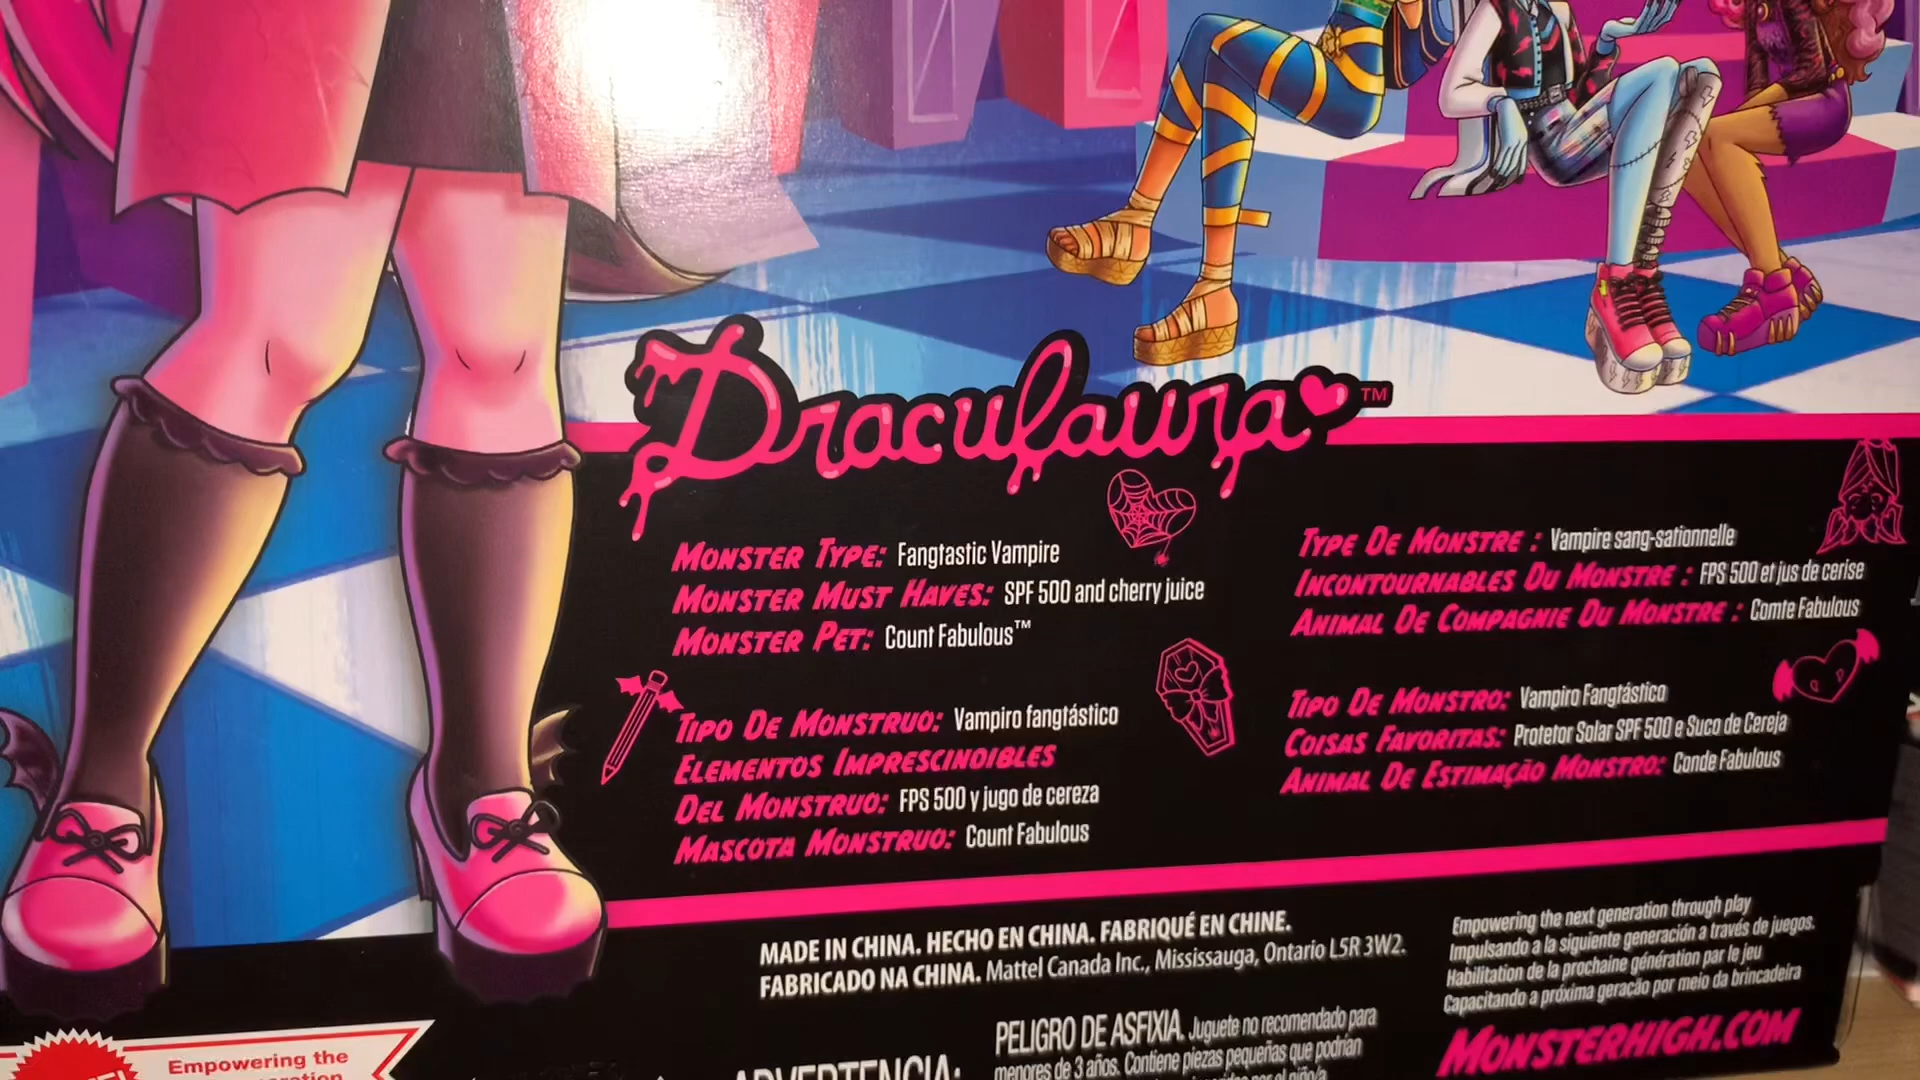 Draculaura™
MONSTER TYPE: Fangtastic Vampire
MONSTER MUST HAVES: SPF 500 and cherry juice
MONSTER PET: Count Fabulous™
TIPO DE MONSTRUO: Vampiro fangtástico
ELEMENTOS IMPRESCINDIBLES
DEL MONSTRUO: FPS 500 y jugo de cereza
MASCOTA MONSTRUO: Count Fabulous
TYPE DE MONSTRE : Vampire sang-sationnelle
INCONTOURNABLES DU MONSTRE : FPS 500 et jus de cerise
ANIMAL DE COMPAGNIE DU MONSTRE : Comte Fabulous
TIPO DE MONSTRO: Vampiro Fangtástico
COISAS FAVORITAS: Protetor Solar SPF 500 e Suco de Cereja
ANIMAL DE ESTIMAÇÃO MONSTRO: Conde Fabulous
MADE IN CHINA. HECHO EN CHINA. FABRIQUÉ EN CHINE.
FABRICADO NA CHINA. Mattel Canada Inc., Mississauga, Ontario L5R 3W2.
Empowering the next generation through play
Impulsando a la siguiente generación a través de juegos.
Habilitation de la prochaine génération par le jeu
Capacitando a próxima geração por meio da brincadeira
MONSTERHIGH.COM
PELIGRO DE ASFIXIA. Juguete no recomendado para
menores de 3 años. Contiene piezas pequeñas que podrían
ADVERTENCIA:
Empowering the